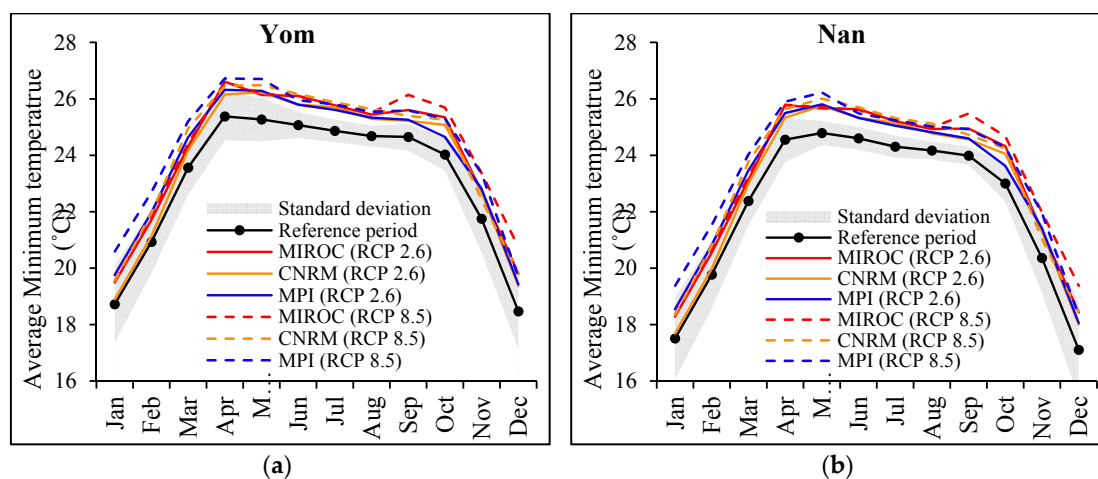 Yom
Average Minimum temperatrue
(˚C)
28
26
24
22
20
18
16
Standard deviation
Reference period
MIROC (RCP 2.6)
CNRM (RCP 2.6)
MPI (RCP 2.6)
MIROC (RCP 8.5)
CNRM (RCP 8.5)
MPI (RCP 8.5)
Jan
Feb
Mar
Apr
M…
Jun
Jul
Aug
Sep
Oct
Nov
Dec
(a)
Nan
Average Minimum temperatrue
(˚C)
28
26
24
22
20
18
16
Standard deviation
Reference period
MIROC (RCP 2.6)
CNRM (RCP 2.6)
MPI (RCP 2.6)
MIROC (RCP 8.5)
CNRM (RCP 8.5)
MPI (RCP 8.5)
Jan
Feb
Mar
Apr
M…
Jun
Jul
Aug
Sep
Oct
Nov
Dec
(b)